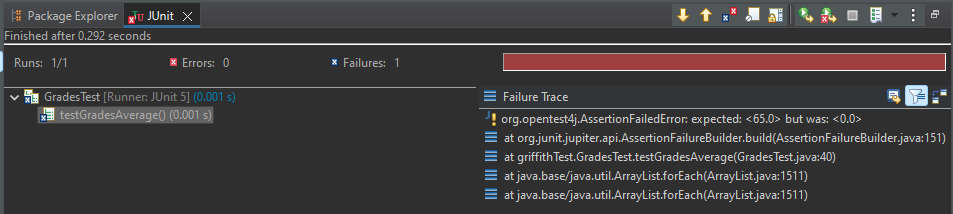 Package Explorer JUnit
Finished after 0.292 seconds
Runs: 1/1 Errors: 0 Failures: 1
GradesTest [Runner: JUnit 5] (0.001 s)
testGradesAverage() (0.001 s)
Failure Trace
org.opentest4j.AssertionFailedError: expected: <65.0> but was: <0.0>
at org.junit.jupiter.api.AssertionFailureBuilder.build(AssertionFailureBuilder.java:151)
at griffithTest.GradesTest.testGradesAverage(GradesTest.java:40)
at java.base/java.util.ArrayList.forEach(ArrayList.java:1511)
at java.base/java.util.ArrayList.forEach(ArrayList.java:1511)